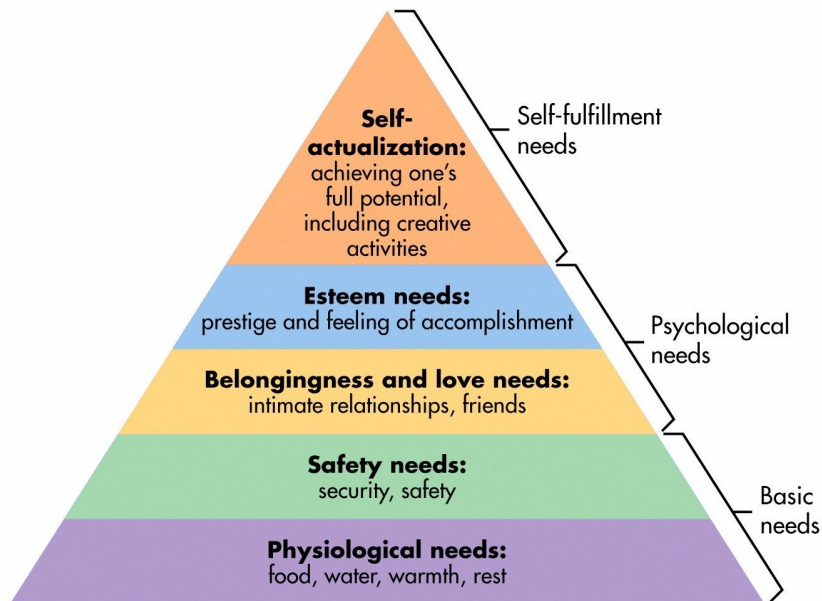 Self-
actualization:
achieving one's
full potential,
including creative
activities
Self-fulfillment
needs
Esteem needs:
prestige and feeling of accomplishment
Psychological
needs
Belongingness and love needs:
intimate relationships, friends
Safety needs:
security, safety
Basic
needs
Physiological needs:
food, water, warmth, rest